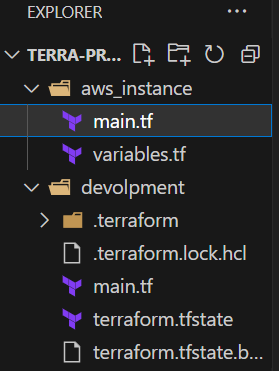 EXPLORER
TERRA-PR...
aws_instance
main.tf
variables.tf
devolpment
.terraform
.terraform.lock.hcl
main.tf
terraform.tfstate
terraform.tfstate.b...